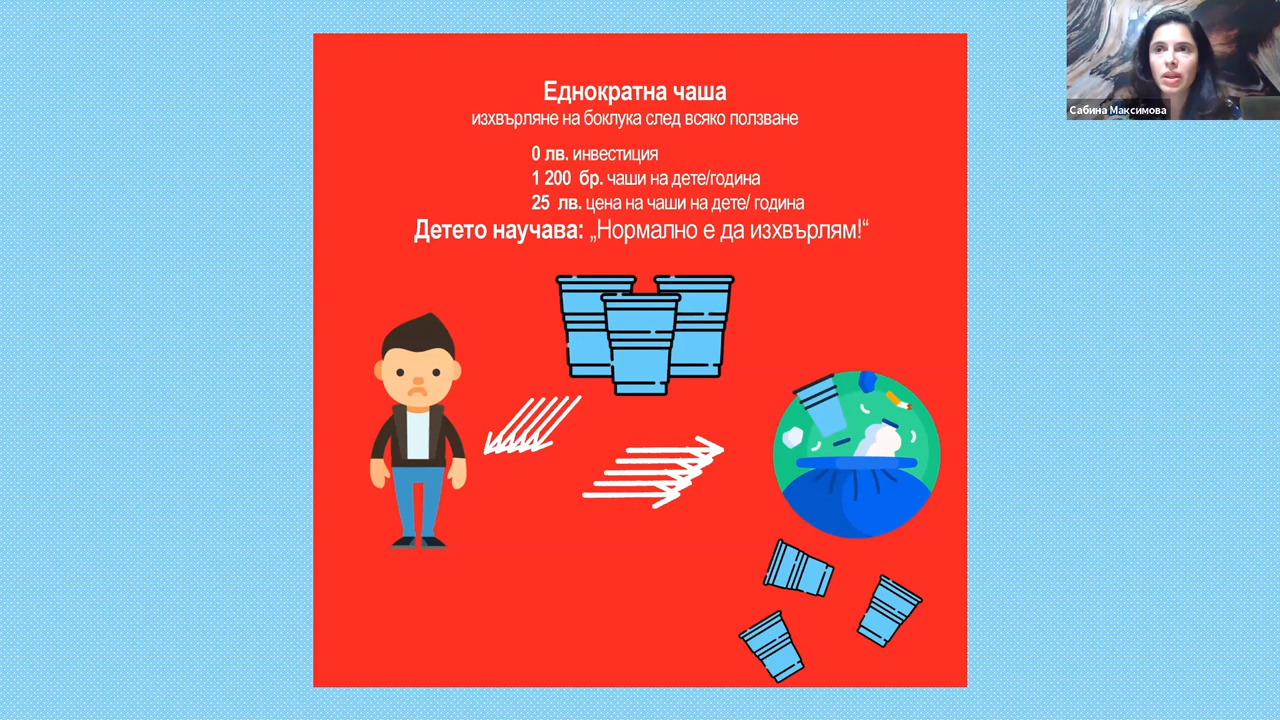 Еднократна чаша
изхвърляне на боклука след всяко ползване
0 лв. инвестиция
1 200 бр. чаши на дете/година
25 лв. цена на чаши на дете/ година
Детето научава: „Нормално е да изхвърлям!“
Сабина Максимова